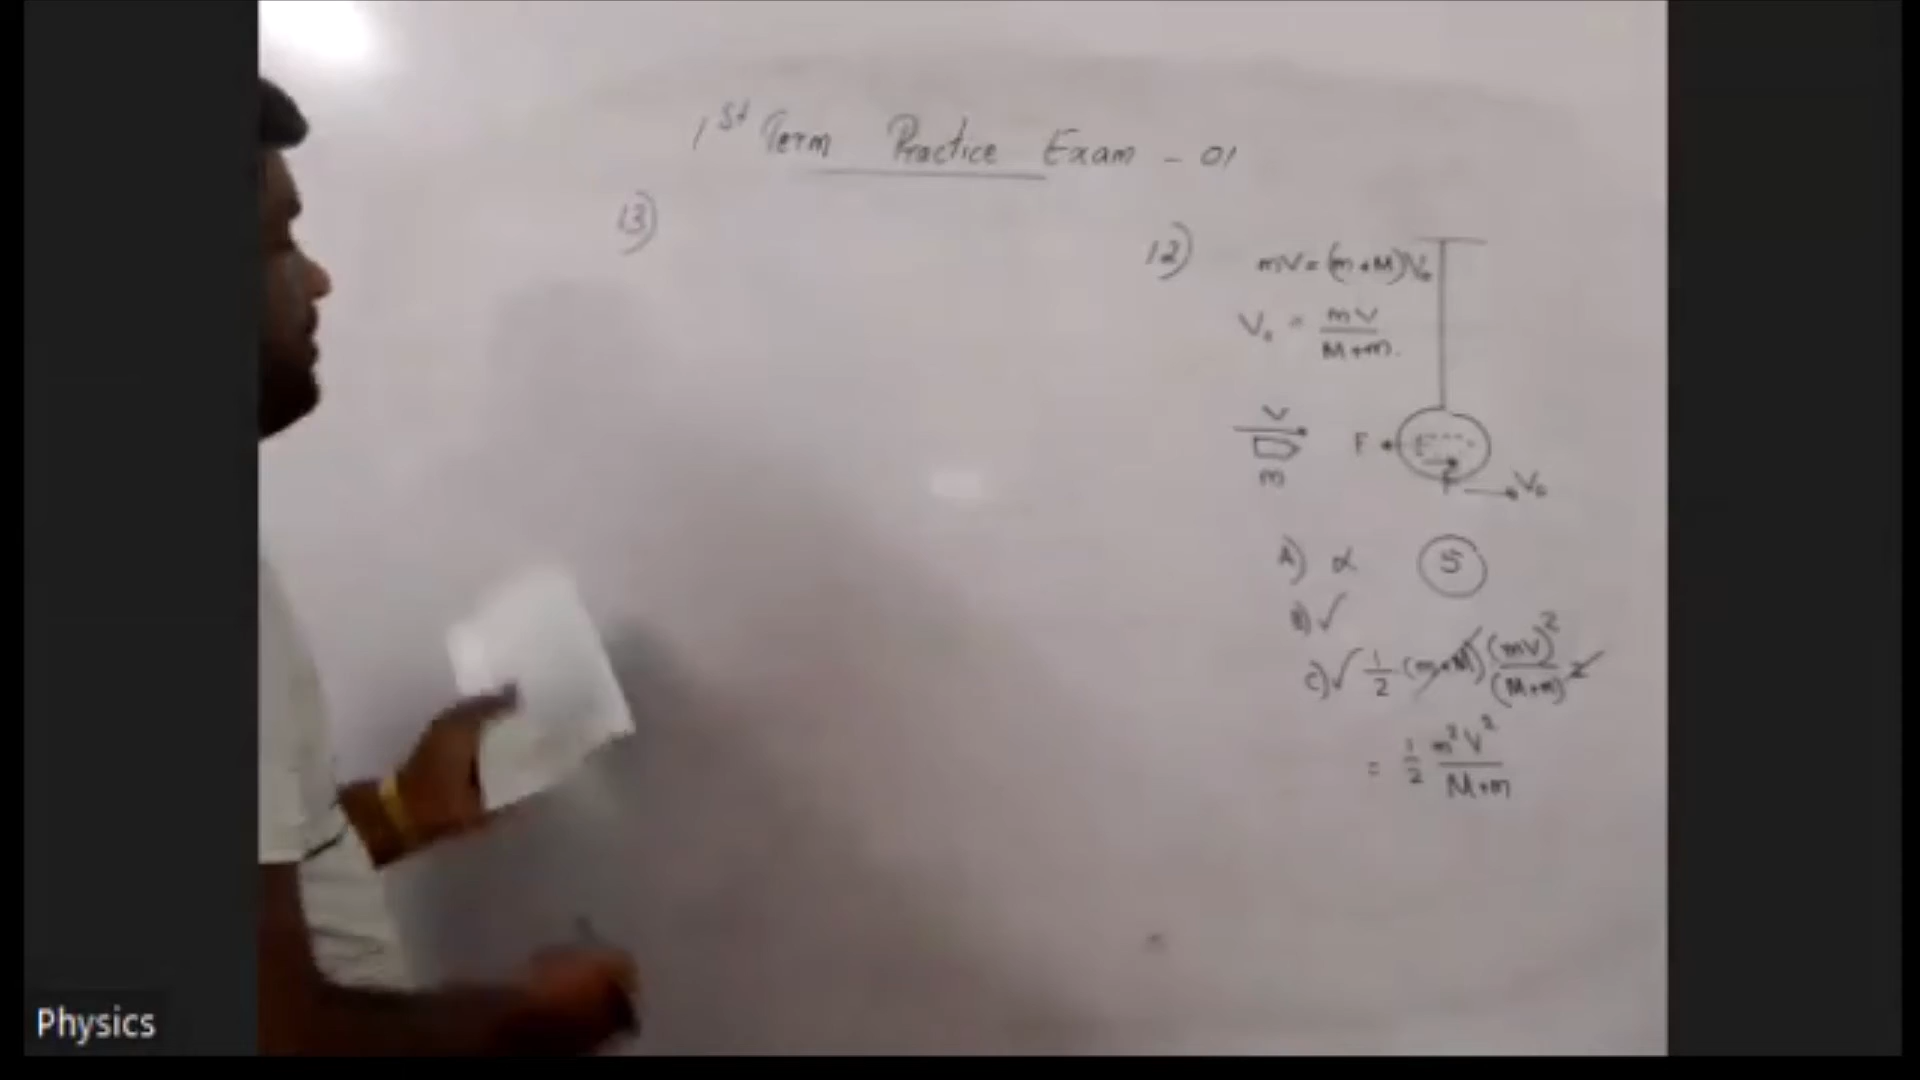 1st Term Practice Exam - 01
13)
12) mV = (m+M)V₀
V₀ = mV / M+m.
V
m
F F
F V₀
A) α 5
B) ✓
C) ✓ 1/2 (m+M) (mV)² / (M+m)²
= 1/2 m²V² / M+m
Physics